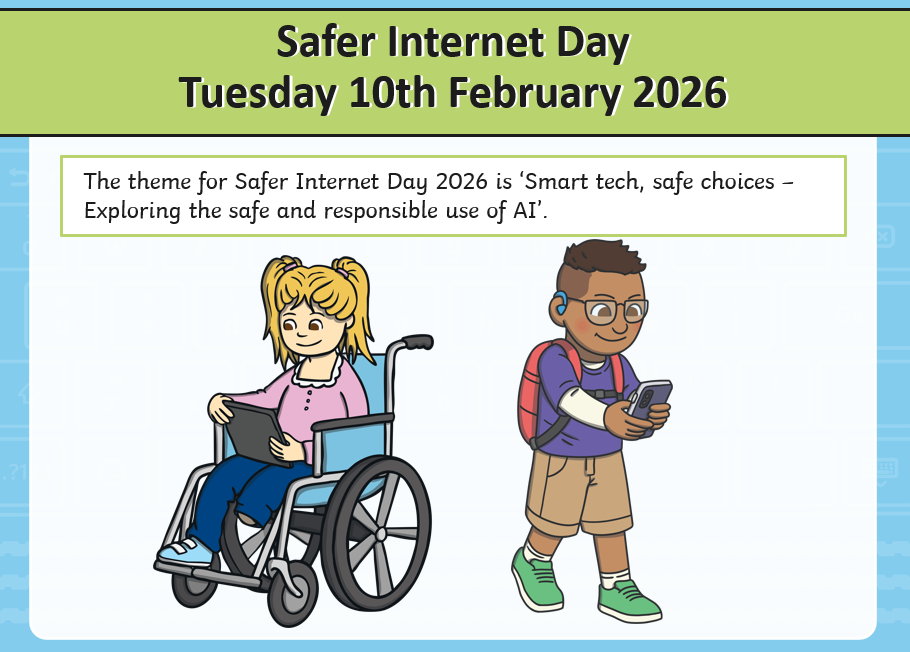 Safer Internet Day
Tuesday 10th February 2026
The theme for Safer Internet Day 2026 is ‘Smart tech, safe choices –
Exploring the safe and responsible use of AI’.